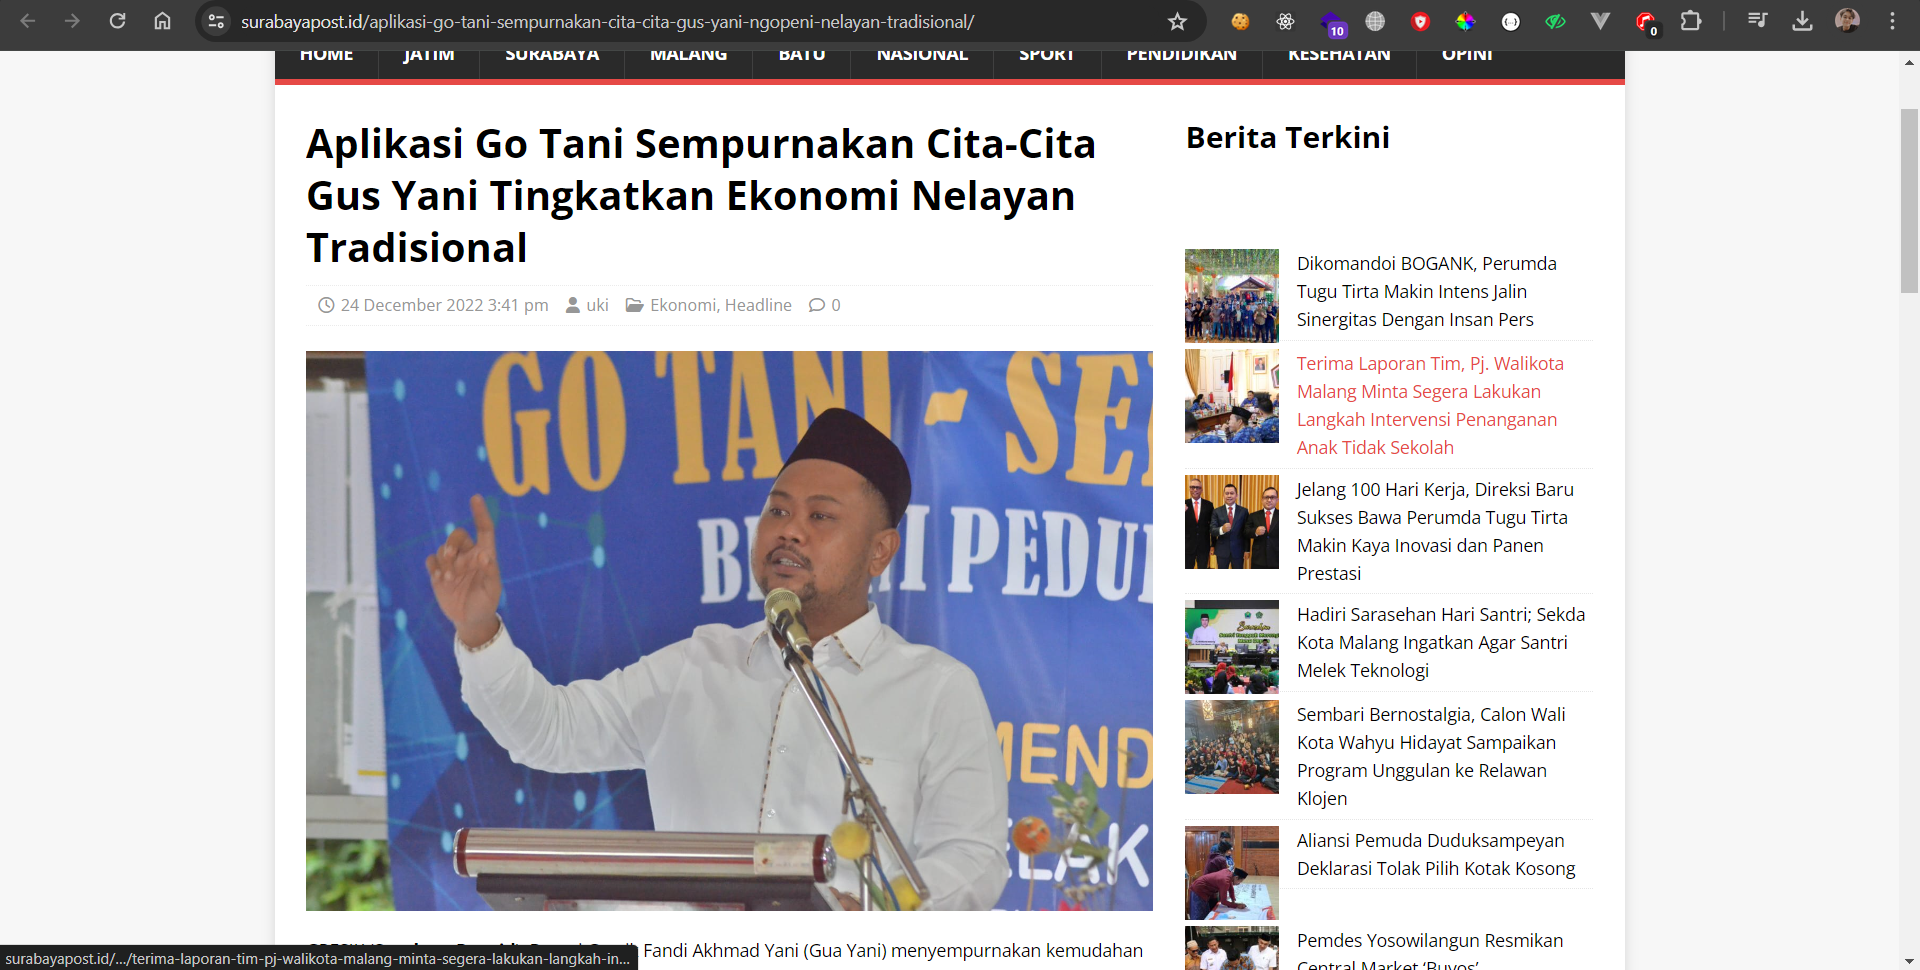 surabayapost.id/aplikasi-go-tani-sempurnakan-cita-cita-gus-yani-ngopeni-nelayan-tradisional/
10
0
HOME
JATIM
SURABAYA
MALANG
BATU
NASIONAL
SPORT
PENDIDIKAN
KESEHATAN
OPINI
Aplikasi Go Tani Sempurnakan Cita-Cita
Gus Yani Tingkatkan Ekonomi Nelayan
Tradisional
24 December 2022 3:41 pm uki Ekonomi, Headline 0
GO TANI - SE
PEDU
MEND
ELAK
Fandi Akhmad Yani (Gua Yani) menyempurnakan kemudahan
Berita Terkini
Dikomandoi BOGANK, Perumda
Tugu Tirta Makin Intens Jalin
Sinergitas Dengan Insan Pers
Terima Laporan Tim, Pj. Walikota
Malang Minta Segera Lakukan
Langkah Intervensi Penanganan
Anak Tidak Sekolah
Jelang 100 Hari Kerja, Direksi Baru
Sukses Bawa Perumda Tugu Tirta
Makin Kaya Inovasi dan Panen
Prestasi
Hadiri Sarasehan Hari Santri; Sekda
Kota Malang Ingatkan Agar Santri
Melek Teknologi
Sembari Bernostalgia, Calon Wali
Kota Wahyu Hidayat Sampaikan
Program Unggulan ke Relawan
Klojen
Aliansi Pemuda Duduksampeyan
Deklarasi Tolak Pilih Kotak Kosong
Pemdes Yosowilangun Resmikan
Central Market 'Buyos'
surabayapost.id/.../terima-laporan-tim-pj-walikota-malang-minta-segera-lakukan-langkah-in...